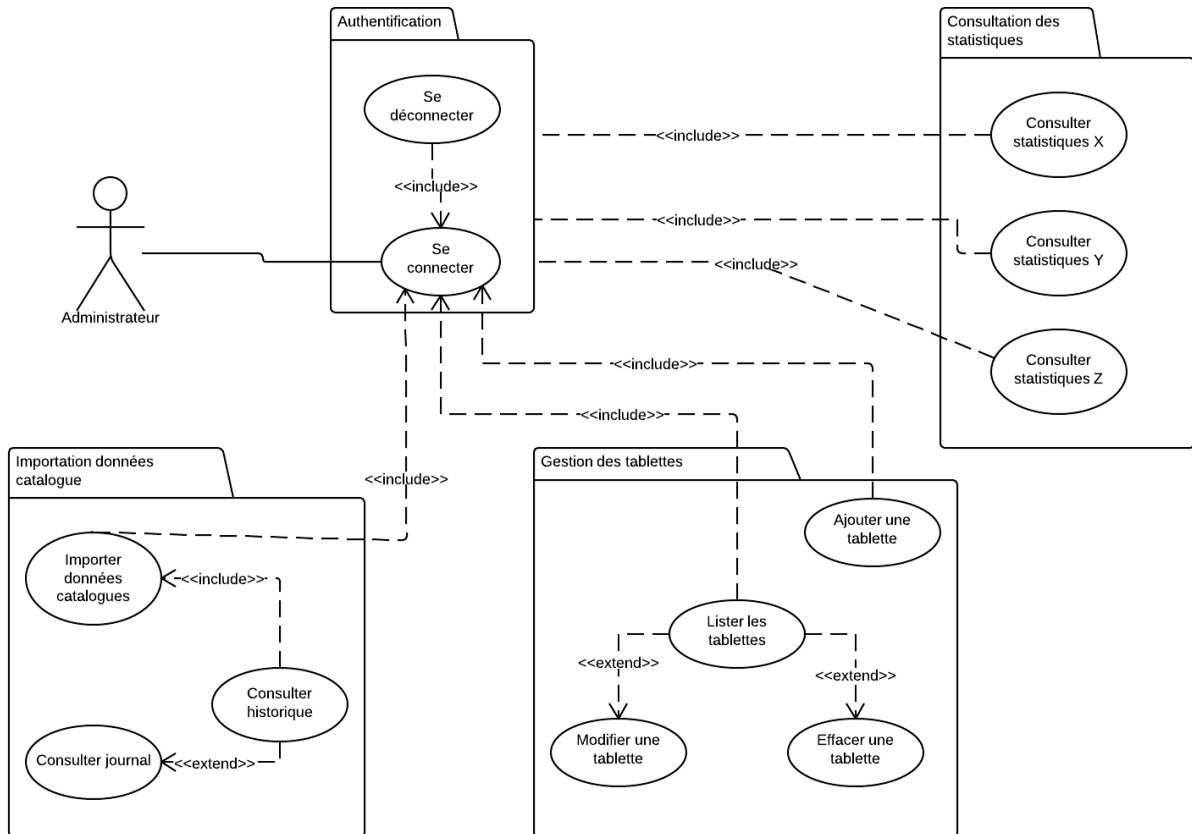 Authentification
Consultation des
statistiques
Se
déconnecter
Consulter
statistiques X
<<include>>
<<include>>
<<include>>
Consulter
statistiques Y
Se
connecter
<<include>>
Administrateur
Consulter
statistiques Z
<<include>>
<<include>>
Importation données
catalogue
<<include>>
Gestion des tablettes
Ajouter une
tablette
Importer
données
catalogues
<<include>>
Lister les
tablettes
<<extend>>
<<extend>>
Consulter
historique
Consulter journal
<<extend>>
Modifier une
tablette
Effacer une
tablette